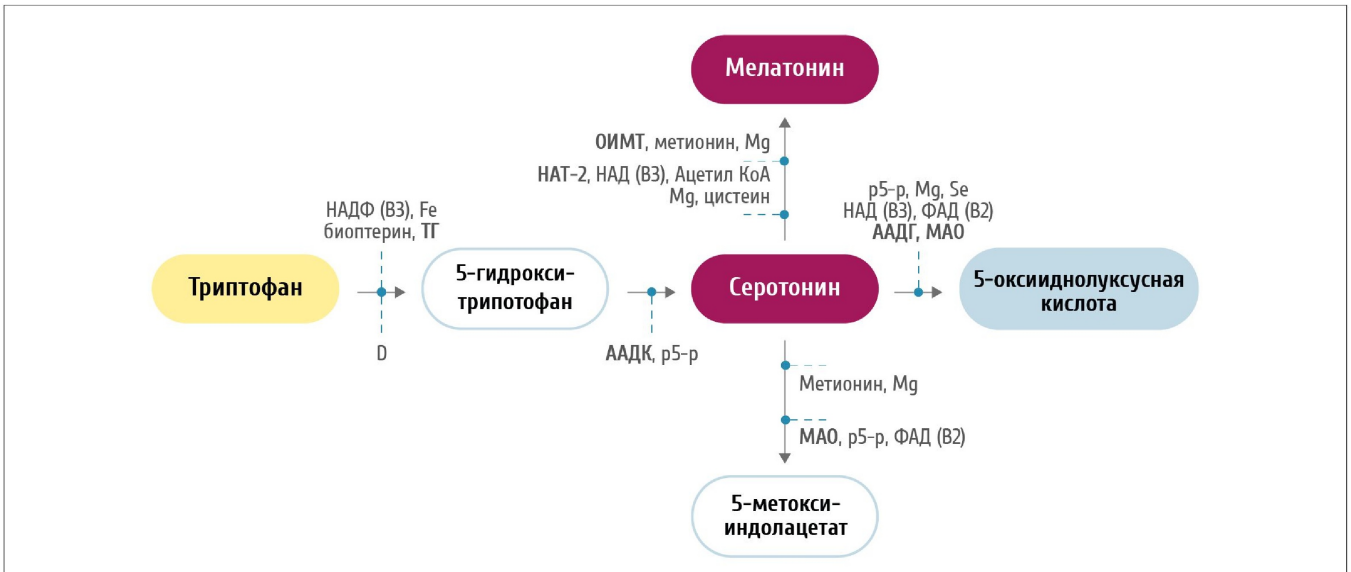 Мелатонин
ОИМТ, метионин, Mg
НАТ-2, НАД (В3), Ацетил КоА
Mg, цистеин
р5-р, Mg, Se
НАД (В3), ФАД (В2)
ААДГ, МАО
НАДФ (В3), Fe
биоптерин, ТГ
Триптофан
5-гидрокси-
трипотофан
Серотонин
5-оксииднолуксусная
кислота
D
ААДК, р5-р
Метионин, Mg
МАО, р5-р, ФАД (В2)
5-метокси-
индолацетат